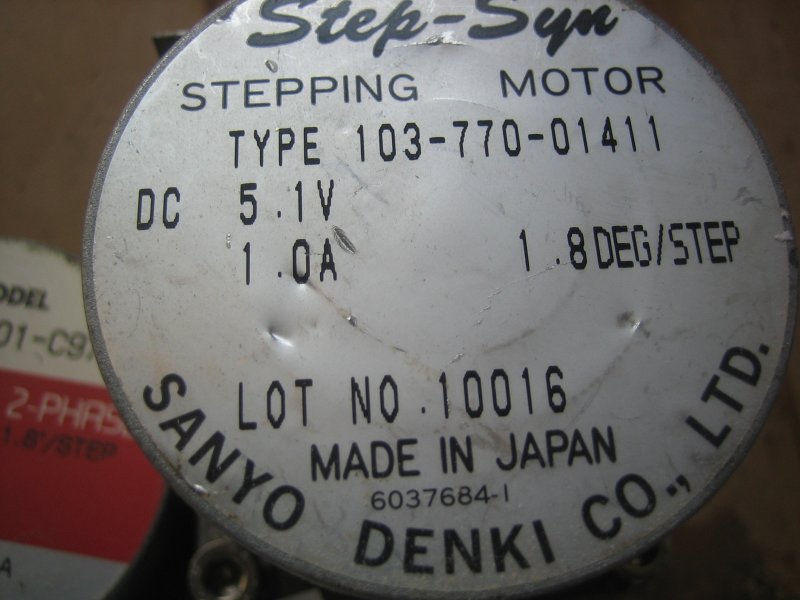 Step-Syn
STEPPING MOTOR
TYPE 103-770-01411
DC 5.1V
1.0A 1.8DEG/STEP
LOT NO.10016
MADE IN JAPAN
6037684-1
SANYO DENKI CO., LTD.
2-PHASE
1.8°/STEP